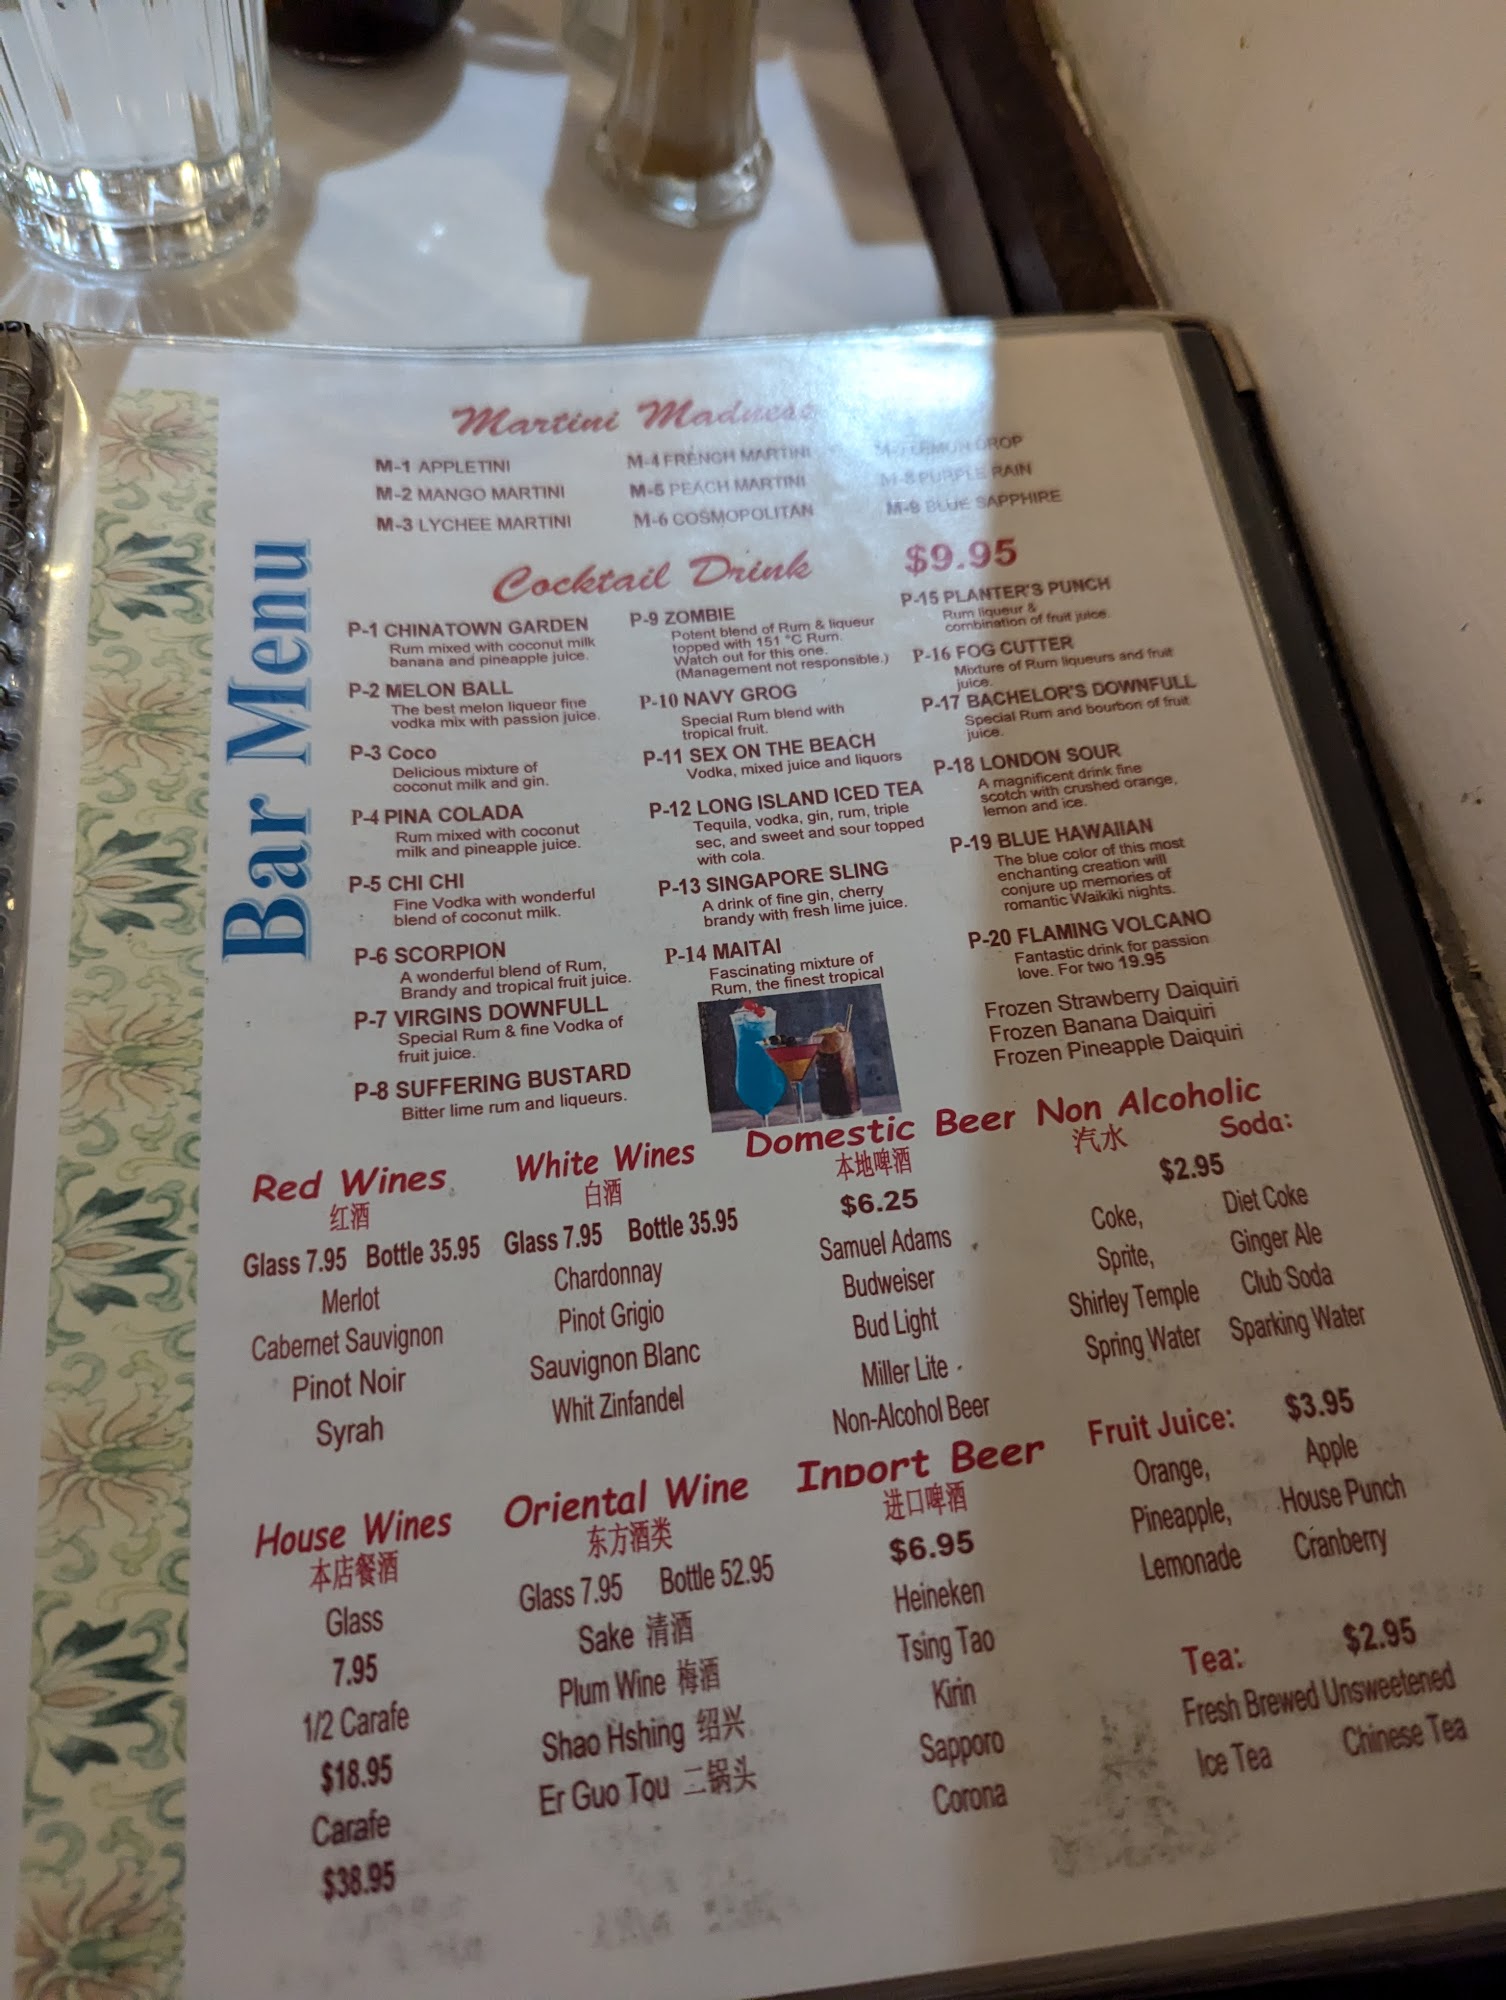 Bar Menu
Martini Madness
M-1 APPLETINI
M-2 MANGO MARTINI
M-3 LYCHEE MARTINI
M-4 FRENCH MARTINI
M-5 PEACH MARTINI
M-6 COSMOPOLITAN
M-7 LEMON DROP
M-8 PURPLE RAIN
M-9 BLUE SAPPHIRE
Cocktail Drink
$9.95
P-1 CHINATOWN GARDEN
Rum mixed with coconut milk
banana and pineapple juice.
P-2 MELON BALL
The best melon liqueur fine
vodka mix with passion juice.
P-3 Coco
Delicious mixture of
coconut milk and gin.
P-4 PINA COLADA
Rum mixed with coconut
milk and pineapple juice.
P-5 CHI CHI
Fine Vodka with wonderful
blend of coconut milk.
P-6 SCORPION
A wonderful blend of Rum,
Brandy and tropical fruit juice.
P-7 VIRGINS DOWNFULL
Special Rum & fine Vodka of
fruit juice.
P-8 SUFFERING BUSTARD
Bitter lime rum and liqueurs.
P-9 ZOMBIE
Potent blend of Rum & liqueur
topped with 151 °C Rum.
Watch out for this one.
(Management not responsible.)
P-10 NAVY GROG
Special Rum blend with
tropical fruit.
P-11 SEX ON THE BEACH
Vodka, mixed juice and liquors
P-12 LONG ISLAND ICED TEA
Tequila, vodka, gin, rum, triple
sec, and sweet and sour topped
with cola.
P-13 SINGAPORE SLING
A drink of fine gin, cherry
brandy with fresh lime juice.
P-14 MAITAI
Fascinating mixture of
Rum, the finest tropical
P-15 PLANTER'S PUNCH
Rum liqueur &
combination of fruit juice.
P-16 FOG CUTTER
Mixture of Rum liqueurs and fruit
juice.
P-17 BACHELOR'S DOWNFULL
Special Rum and bourbon of fruit
juice.
P-18 LONDON SOUR
A magnificent drink fine
scotch with crushed orange,
lemon and ice.
P-19 BLUE HAWAIIAN
The blue color of this most
enchanting creation will
conjure up memories of
romantic Waikiki nights.
P-20 FLAMING VOLCANO
Fantastic drink for passion
love. For two 19.95
Frozen Strawberry Daiquiri
Frozen Banana Daiquiri
Frozen Pineapple Daiquiri
Red Wines
红酒
Glass 7.95 Bottle 35.95
Merlot
Cabernet Sauvignon
Pinot Noir
Syrah
White Wines
白酒
Glass 7.95 Bottle 35.95
Chardonnay
Pinot Grigio
Sauvignon Blanc
Whit Zinfandel
Domestic Beer
本地啤酒
$6.25
Samuel Adams
Budweiser
Bud Light
Miller Lite
Non-Alcohol Beer
Non Alcoholic
汽水 Soda:
$2.95
Coke, Diet Coke
Sprite, Ginger Ale
Shirley Temple Club Soda
Spring Water Sparking Water
House Wines
本店餐酒
Glass
7.95
1/2 Carafe
$18.95
Carafe
$38.95
Oriental Wine
东方酒类
Glass 7.95 Bottle 52.95
Sake 清酒
Plum Wine 梅酒
Shao Hshing 绍兴
Er Guo Tou 二锅头
Inport Beer
进口啤酒
$6.95
Heineken
Tsing Tao
Kirin
Sapporo
Corona
Fruit Juice: $3.95
Orange, Apple
Pineapple, House Punch
Lemonade Cranberry
Tea: $2.95
Fresh Brewed Unsweetened
Ice Tea Chinese Tea